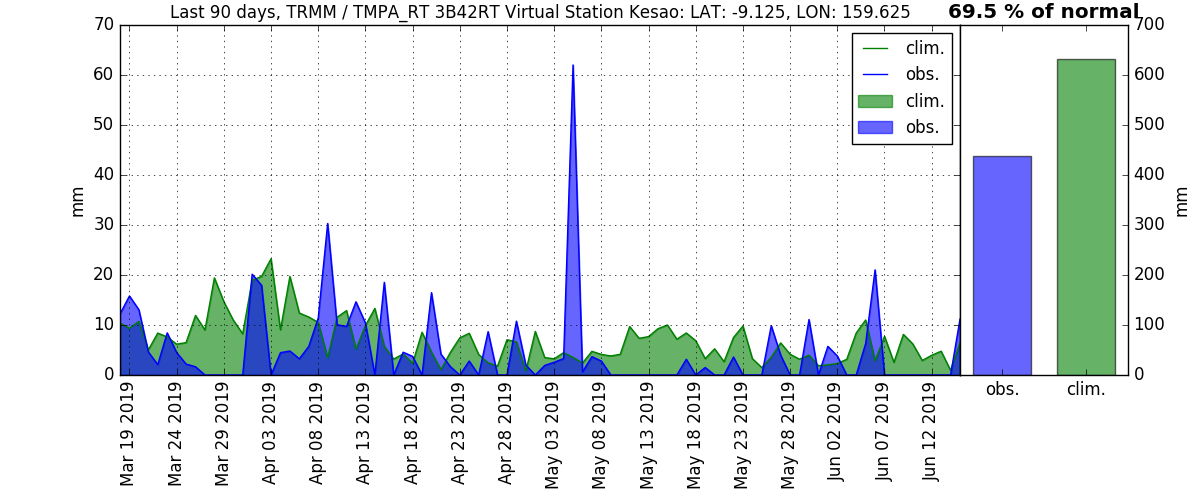 Last 90 days, TRMM / TMPA_RT 3B42RT Virtual Station Kesao: LAT: -9.125, LON: 159.625
69.5 % of normal
70
60
50
40
30
20
10
0
mm
clim.
obs.
clim.
obs.
700
600
500
400
300
200
100
0
mm
Mar 19 2019
Mar 24 2019
Mar 29 2019
Apr 03 2019
Apr 08 2019
Apr 13 2019
Apr 18 2019
Apr 23 2019
Apr 28 2019
May 03 2019
May 08 2019
May 13 2019
May 18 2019
May 23 2019
May 28 2019
Jun 02 2019
Jun 07 2019
Jun 12 2019
obs.
clim.